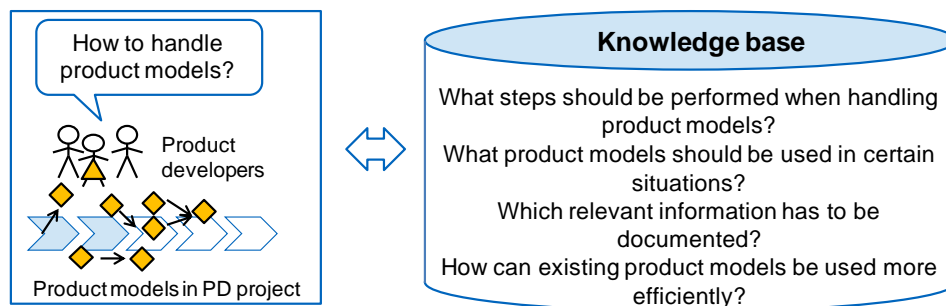 How to handle
product models?
Product
developers
Product models in PD project
Knowledge base
What steps should be performed when handling
product models?
What product models should be used in certain
situations?
Which relevant information has to be
documented?
How can existing product models be used more
efficiently?